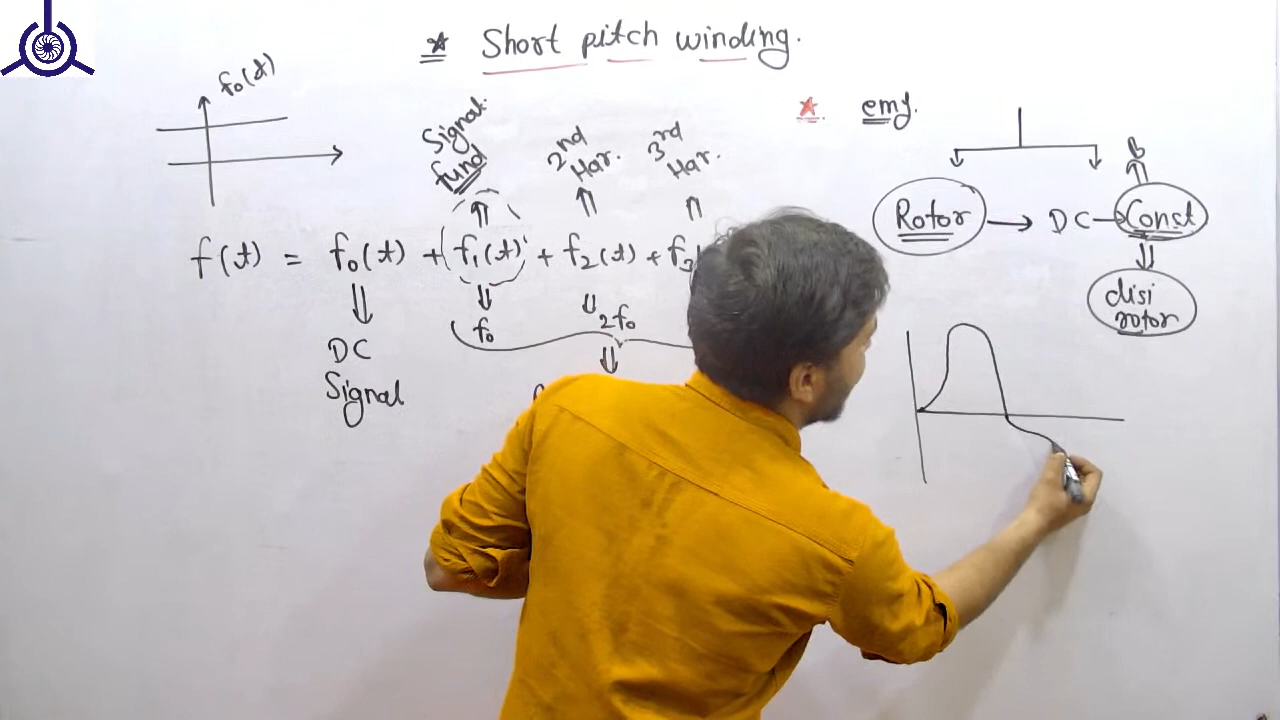 * Short pitch winding.
f₀(t)
Signal
fund
2nd
Har.
3rd
Har.
f(t) = f₀(t) + f₁(t) + f₂(t) + f₃
f₀
2f₀
DC
Signal
* emf.
Rotor → DC → Const
disi
rotor